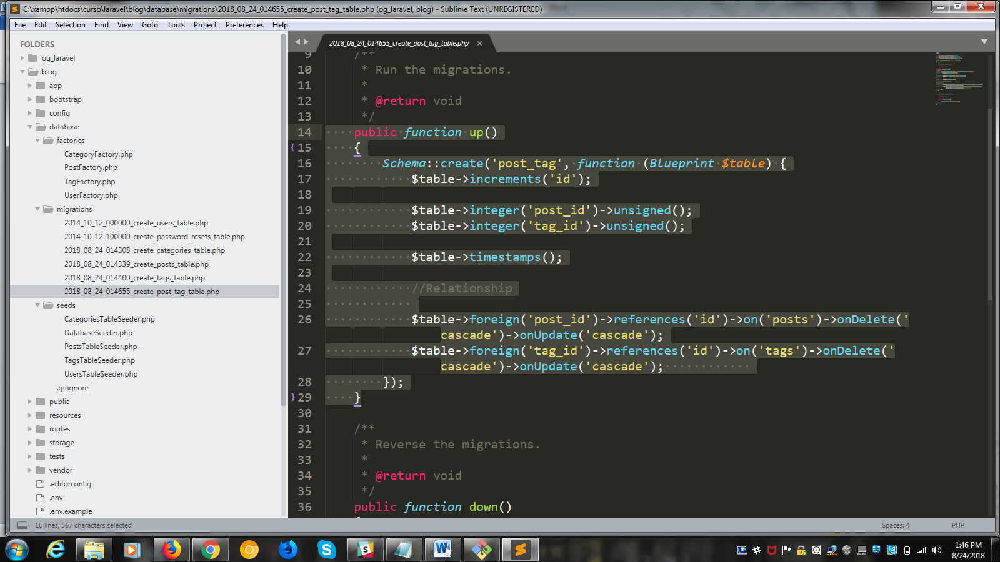 C:\xampp\htdocs\curso\laravel\blog\database\migrations\2018_08_24_014655_create_post_tag_table.php (og_laravel, blog) - Sublime Text (UNREGISTERED)
File Edit Selection Find View Goto Tools Project Preferences Help
FOLDERS
og_laravel
blog
app
bootstrap
config
database
factories
CategoryFactory.php
PostFactory.php
TagFactory.php
UserFactory.php
migrations
2014_10_12_000000_create_users_table.php
2014_10_12_100000_create_password_resets_table.php
2018_08_24_014308_create_categories_table.php
2018_08_24_014339_create_posts_table.php
2018_08_24_014400_create_tags_table.php
2018_08_24_014655_create_post_tag_table.php
seeds
CategoriesTableSeeder.php
DatabaseSeeder.php
PostsTableSeeder.php
TagsTableSeeder.php
UsersTableSeeder.php
.gitignore
public
resources
routes
storage
tests
vendor
.editorconfig
.env
.env.example
2018_08_24_014655_create_post_tag_table.php ×
9 /**
10 * Run the migrations.
11 *
12 * @return void
13 */
14 public function up()
15 {
16 Schema::create('post_tag', function (Blueprint $table) {
17 $table->increments('id');
18
19 $table->integer('post_id')->unsigned();
20 $table->integer('tag_id')->unsigned();
21
22 $table->timestamps();
23
24 //Relationship
25
26 $table->foreign('post_id')->references('id')->on('posts')->onDelete('
cascade')->onUpdate('cascade');
27 $table->foreign('tag_id')->references('id')->on('tags')->onDelete('
cascade')->onUpdate('cascade');
28 });
29 }
30
31 /**
32 * Reverse the migrations.
33 *
34 * @return void
35 */
36 public function down()
16 lines, 567 characters selected
Spaces: 4 PHP
1:46 PM
8/24/2018